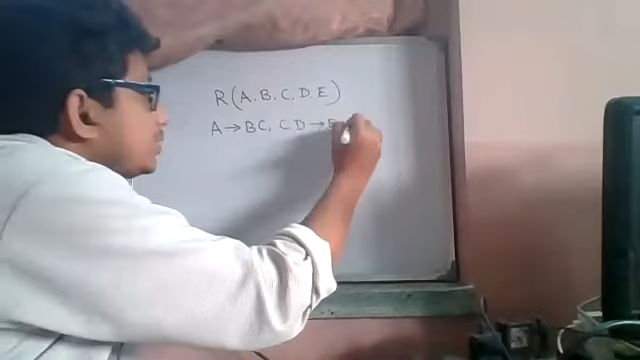 R(A, B, C, D, E)
A→BC, CD→E